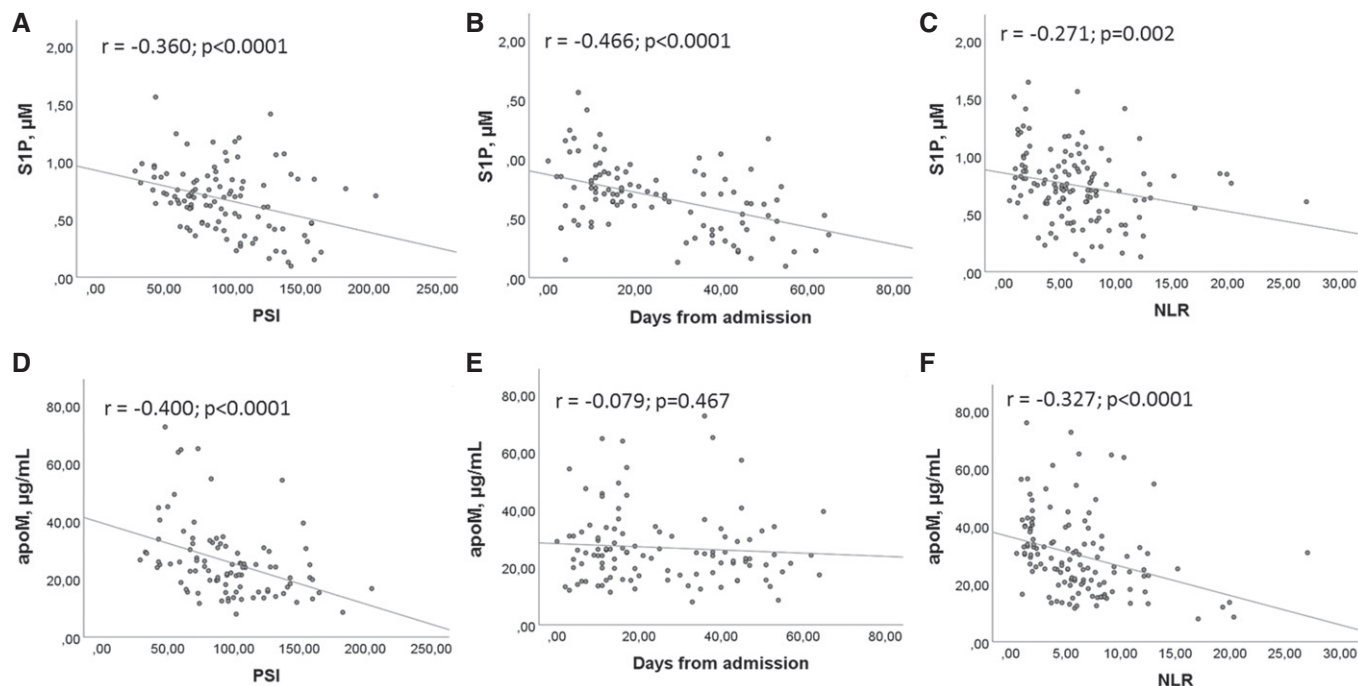 A
r = -0.360; p<0.0001
S1P, µM
2,00
1,50
1,00
,50
,00
,00 50,00 100,00 150,00 200,00 250,00
PSI
B
r = -0.466; p<0.0001
S1P, µM
2,00
,50
,00
,50
,00
,00 20,00 40,00 60,00 80,00
Days from admission
C
r = -0.271; p=0.002
S1P, µM
2,00
1,50
1,00
,50
,00
,00 5,00 10,00 15,00 20,00 25,00 30,00
NLR
D
r = -0.400; p<0.0001
apoM, µg/mL
80,00
60,00
40,00
20,00
,00
,00 50,00 100,00 150,00 200,00 250,00
PSI
E
r = -0.079; p=0.467
apoM, µg/mL
80,00
60,00
40,00
20,00
,00
,00 20,00 40,00 60,00 80,00
Days from admission
F
r = -0.327; p<0.0001
apoM, µg/mL
80,00
60,00
40,00
20,00
,00
,00 5,00 10,00 15,00 20,00 25,00 30,00
NLR